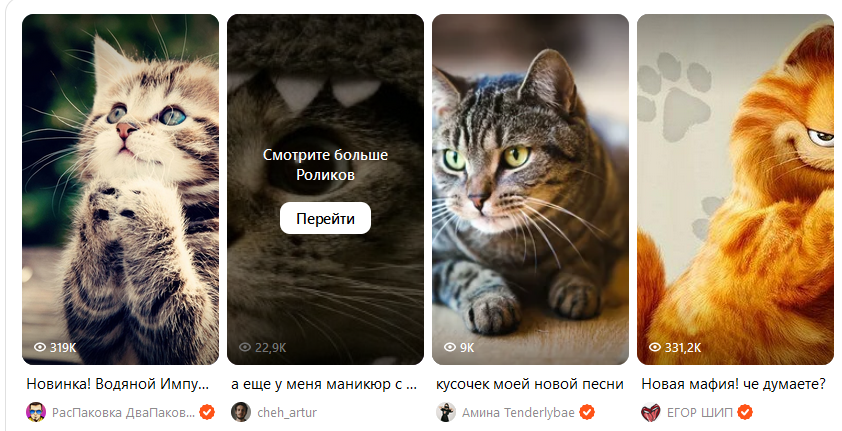 Смотрите больше
Роликов
Перейти
319K
22,9K
9K
331,2K
Новинка! Водяной Импу...
а еще у меня маникюр с ...
кусочек моей новой песни
Новая мафия! че думаете?
РасПаковка ДваПаков...
cheh_artur
Амина Tenderlybae
ЕГОР ШИП